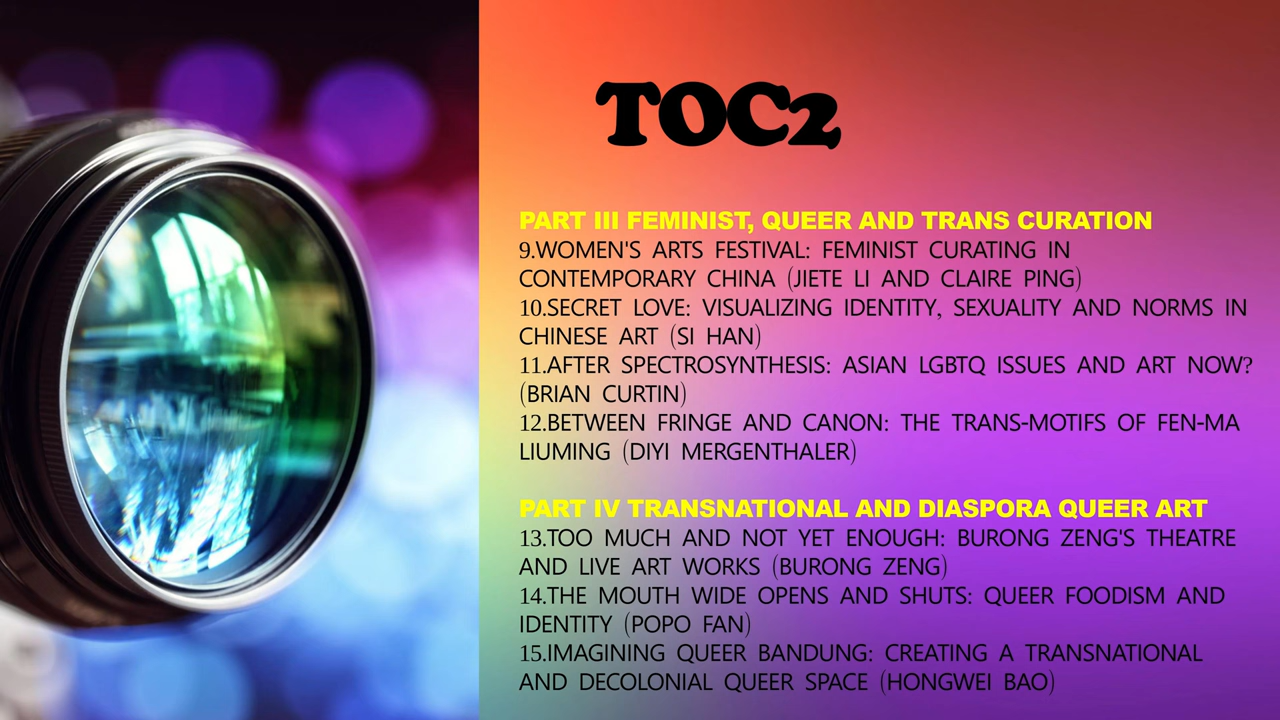 TOC2
PART III FEMINIST, QUEER AND TRANS CURATION
9.WOMEN'S ARTS FESTIVAL: FEMINIST CURATING IN
CONTEMPORARY CHINA (JIETE LI AND CLAIRE PING)
10.SECRET LOVE: VISUALIZING IDENTITY, SEXUALITY AND NORMS IN
CHINESE ART (SI HAN)
11.AFTER SPECTROSYNTHESIS: ASIAN LGBTQ ISSUES AND ART NOW?
(BRIAN CURTIN)
12.BETWEEN FRINGE AND CANON: THE TRANS-MOTIFS OF FEN-MA
LIUMING (DIYI MERGENTHALER)
PART IV TRANSNATIONAL AND DIASPORA QUEER ART
13.TOO MUCH AND NOT YET ENOUGH: BURONG ZENG'S THEATRE
AND LIVE ART WORKS (BURONG ZENG)
14.THE MOUTH WIDE OPENS AND SHUTS: QUEER FOODISM AND
IDENTITY (POPO FAN)
15.IMAGINING QUEER BANDUNG: CREATING A TRANSNATIONAL
AND DECOLONIAL QUEER SPACE (HONGWEI BAO)